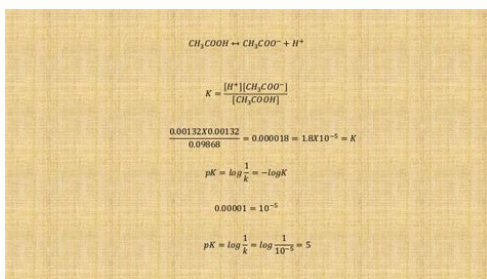 CH₃COOH ↔ CH₃COO⁻ + H⁺
K = [H⁺][CH₃COO⁻] / [CH₃COOH]
0.00132X0.00132 / 0.09868 = 0.000018 = 1.8X10⁻⁵ = K
pK = log 1/k = −logK
0.00001 = 10⁻⁵
pK = log 1/k = log 1/10⁻⁵ = 5